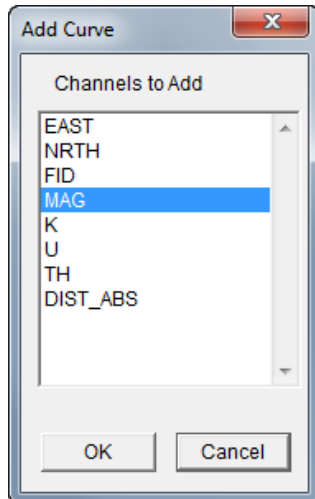 Add Curve
Channels to Add
EAST
NRTH
FID
MAG
K
U
TH
DIST_ABS
OK
Cancel